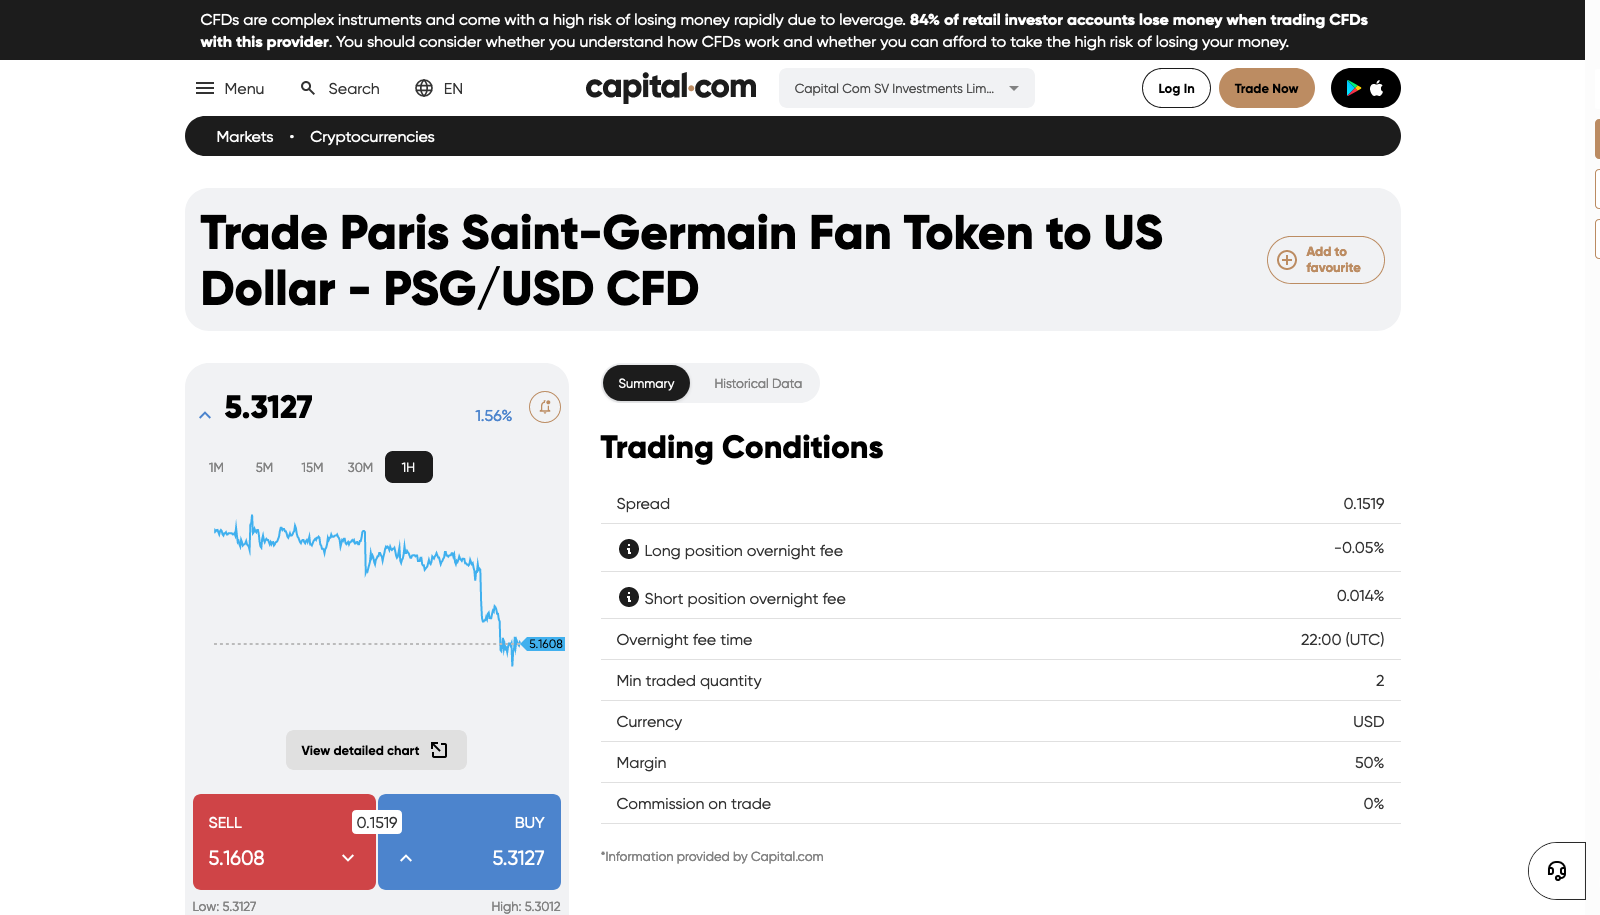 CFDs are complex instruments and come with a high risk of losing money rapidly due to leverage. 84% of retail investor accounts lose money when trading CFDs
with this provider. You should consider whether you understand how CFDs work and whether you can afford to take the high risk of losing your money.
Menu
Search
EN
capital.com
Capital Com SV Investments Lim...
Log In
Trade Now
Markets • Cryptocurrencies
Trade Paris Saint-Germain Fan Token to US
Dollar - PSG/USD CFD
Add to
favourite
5.3127
1.56%
1M 5M 15M 30M 1H
5.1608
View detailed chart
SELL
0.1519
BUY
5.1608
5.3127
Low: 5.3127
High: 5.3012
Summary
Historical Data
Trading Conditions
Spread 0.1519
Long position overnight fee -0.05%
Short position overnight fee 0.014%
Overnight fee time 22:00 (UTC)
Min traded quantity 2
Currency USD
Margin 50%
Commission on trade 0%
*Information provided by Capital.com